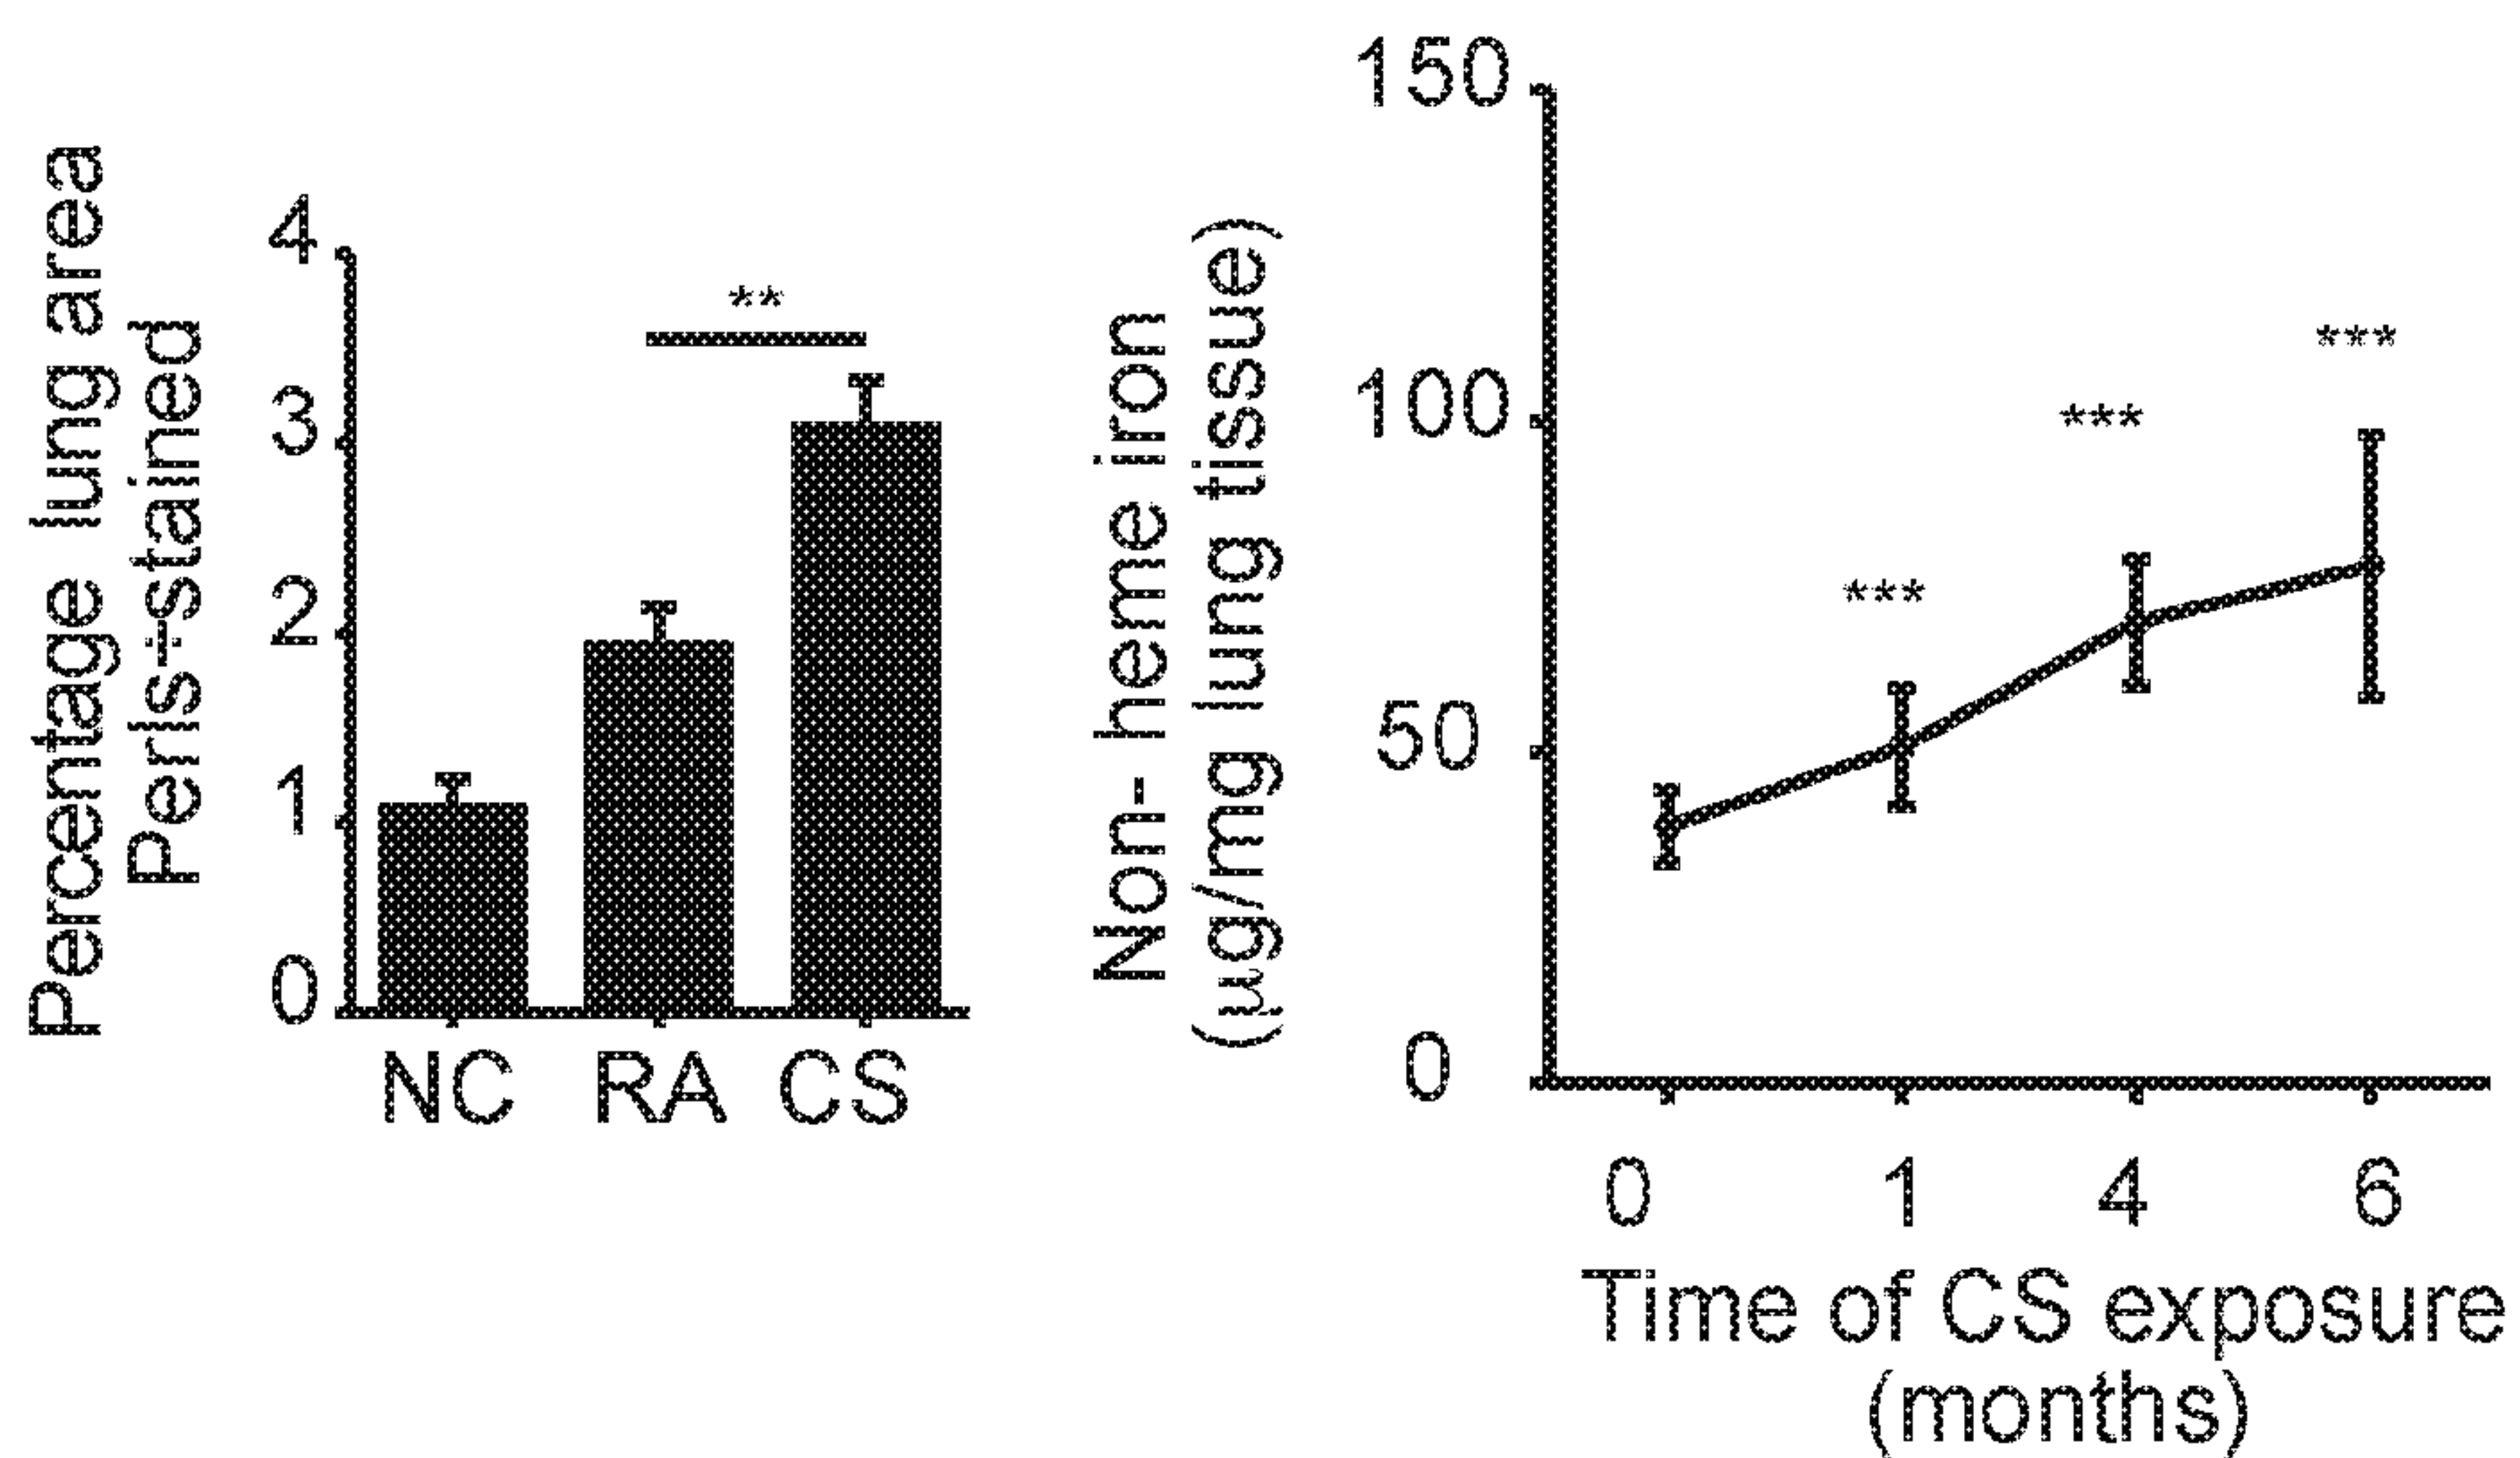 Percentage lung area
Perls-stained
4
3
2
1
0
**
NC RA CS
Non- heme iron
(µg/mg lung tissue)
150
100
50
0
***
***
***
0 1 4 6
Time of CS exposure
(months)